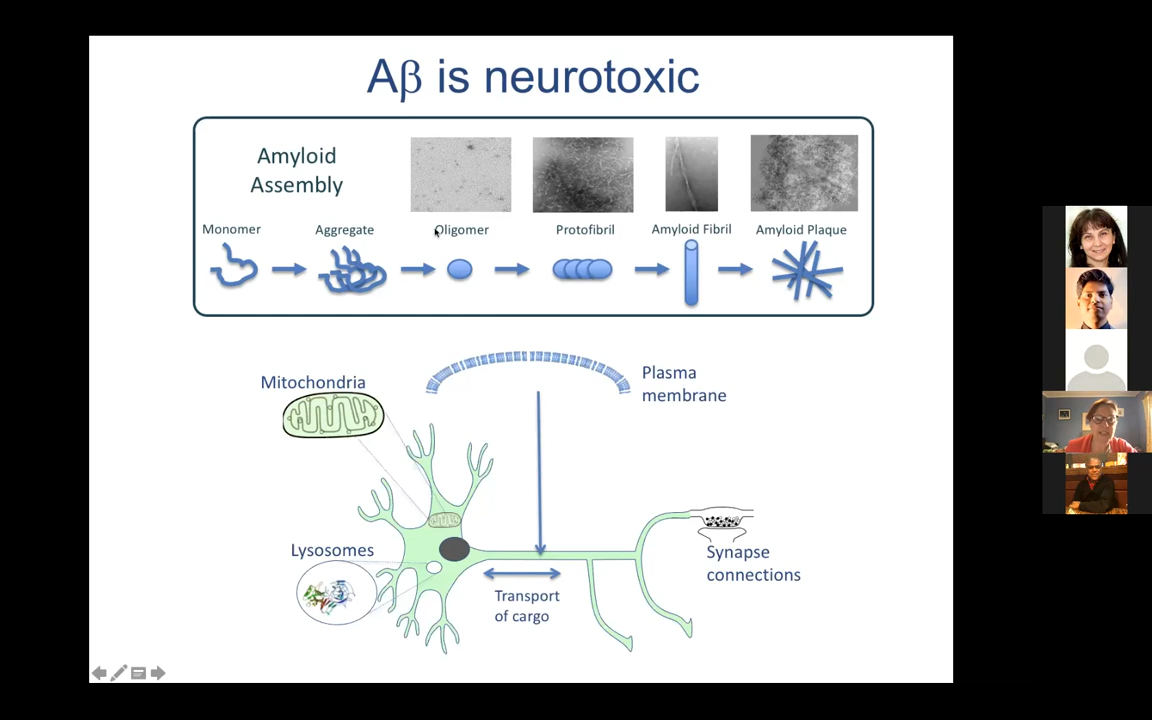 Aβ is neurotoxic
Amyloid
Assembly
Monomer
Aggregate
Oligomer
Protofibril
Amyloid Fibril
Amyloid Plaque
Mitochondria
Plasma
membrane
Lysosomes
Transport
of cargo
Synapse
connections